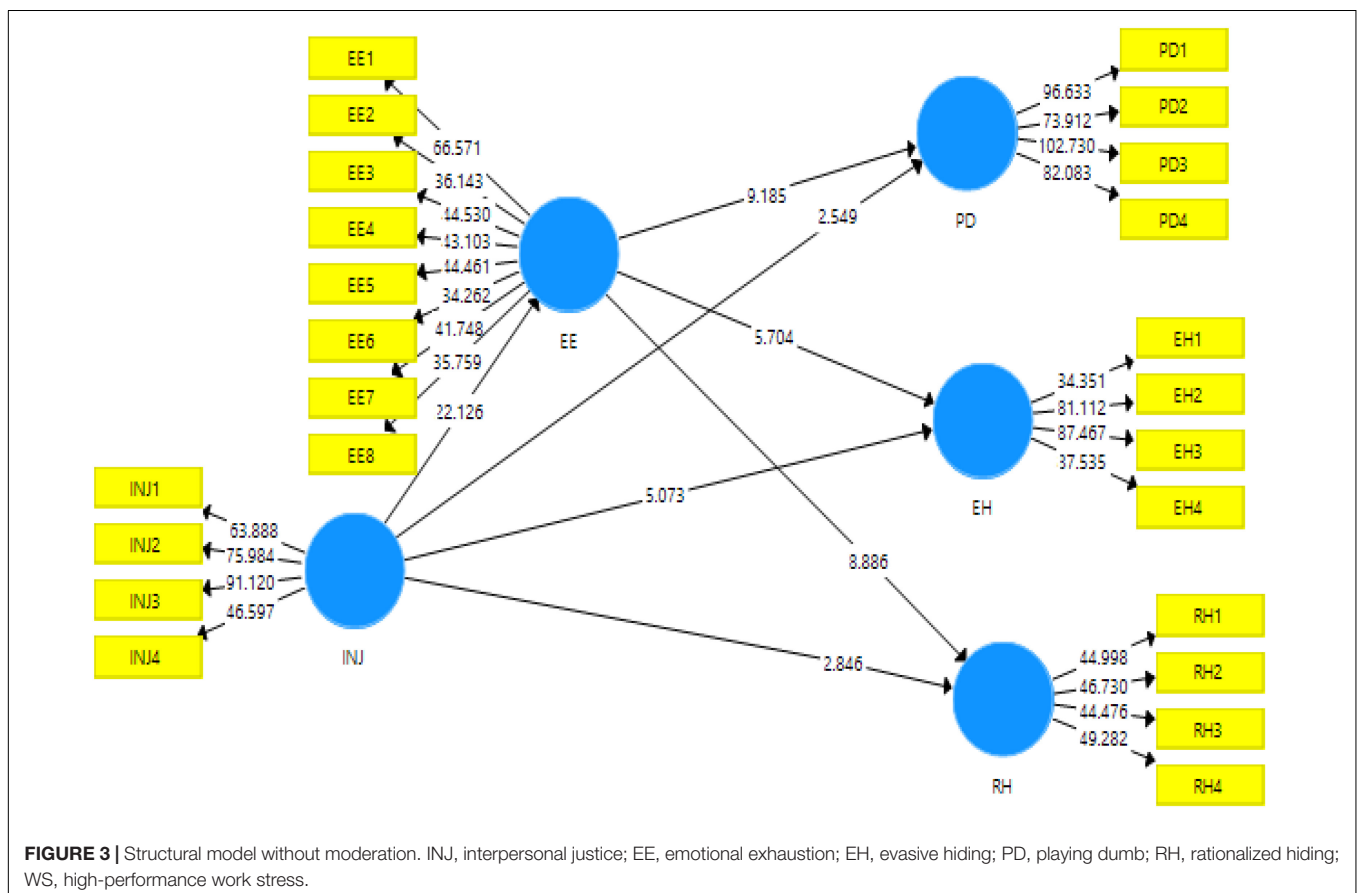 EE1
EE2
EE3
EE4
EE5
EE6
EE7
EE8
66.571
36.143
44.530
43.103
44.461
34.262
41.748
35.759
22.126
EE
9.185
2.549
5.704
5.073
8.886
2.846
PD
96.633
73.912
102.730
82.083
PD1
PD2
PD3
PD4
EH
34.351
81.112
87.467
37.535
EH1
EH2
EH3
EH4
INJ1
INJ2
INJ3
INJ4
63.888
75.984
91.120
46.597
INJ
RH
44.998
46.730
44.476
49.282
RH1
RH2
RH3
RH4
FIGURE 3 | Structural model without moderation. INJ, interpersonal justice; EE, emotional exhaustion; EH, evasive hiding; PD, playing dumb; RH, rationalized hiding;
WS, high-performance work stress.